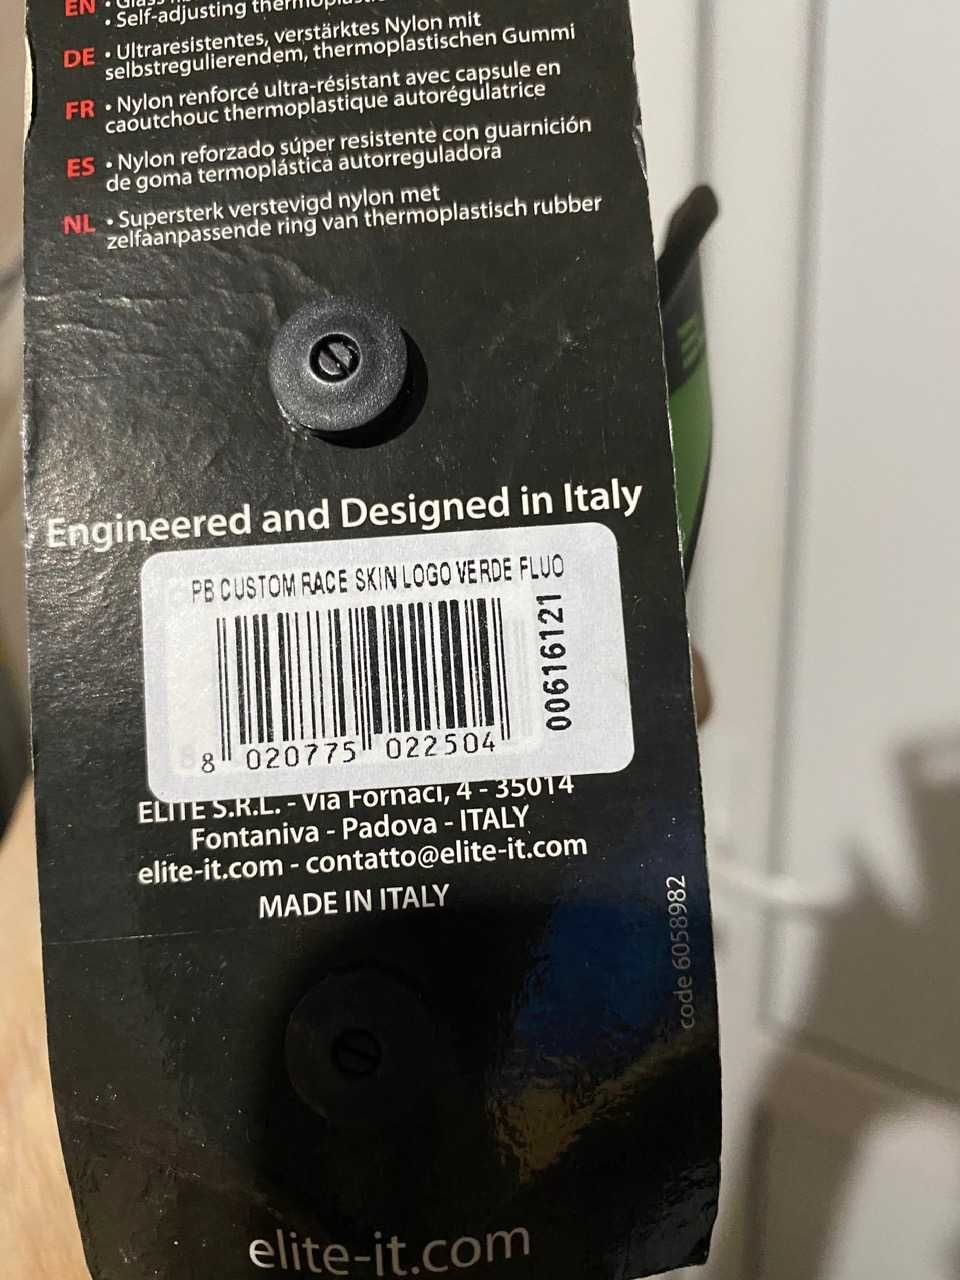 EN • Glass
• Self-adjusting
DE • Ultraresistentes, verstärktes Nylon mit
selbstregulierendem, thermoplastischen Gummi
FR • Nylon renforcé ultra-résistant avec capsule en
caoutchouc thermoplastique autorégulatrice
ES • Nylon reforzado súper resistente con guarnición
de goma termoplástica autorreguladora
NL • Supersterk verstevigd nylon met
zelfaanpassende ring van thermoplastisch rubber
Engineered and Designed in Italy
PB CUSTOM RACE SKIN LOGO VERDE FLUO
00616121
8 020775 022504
ELITE S.R.L. - Via Fornaci, 4 - 35014
Fontaniva - Padova - ITALY
elite-it.com - contatto@elite-it.com
MADE IN ITALY
code 6058982
elite-it.com